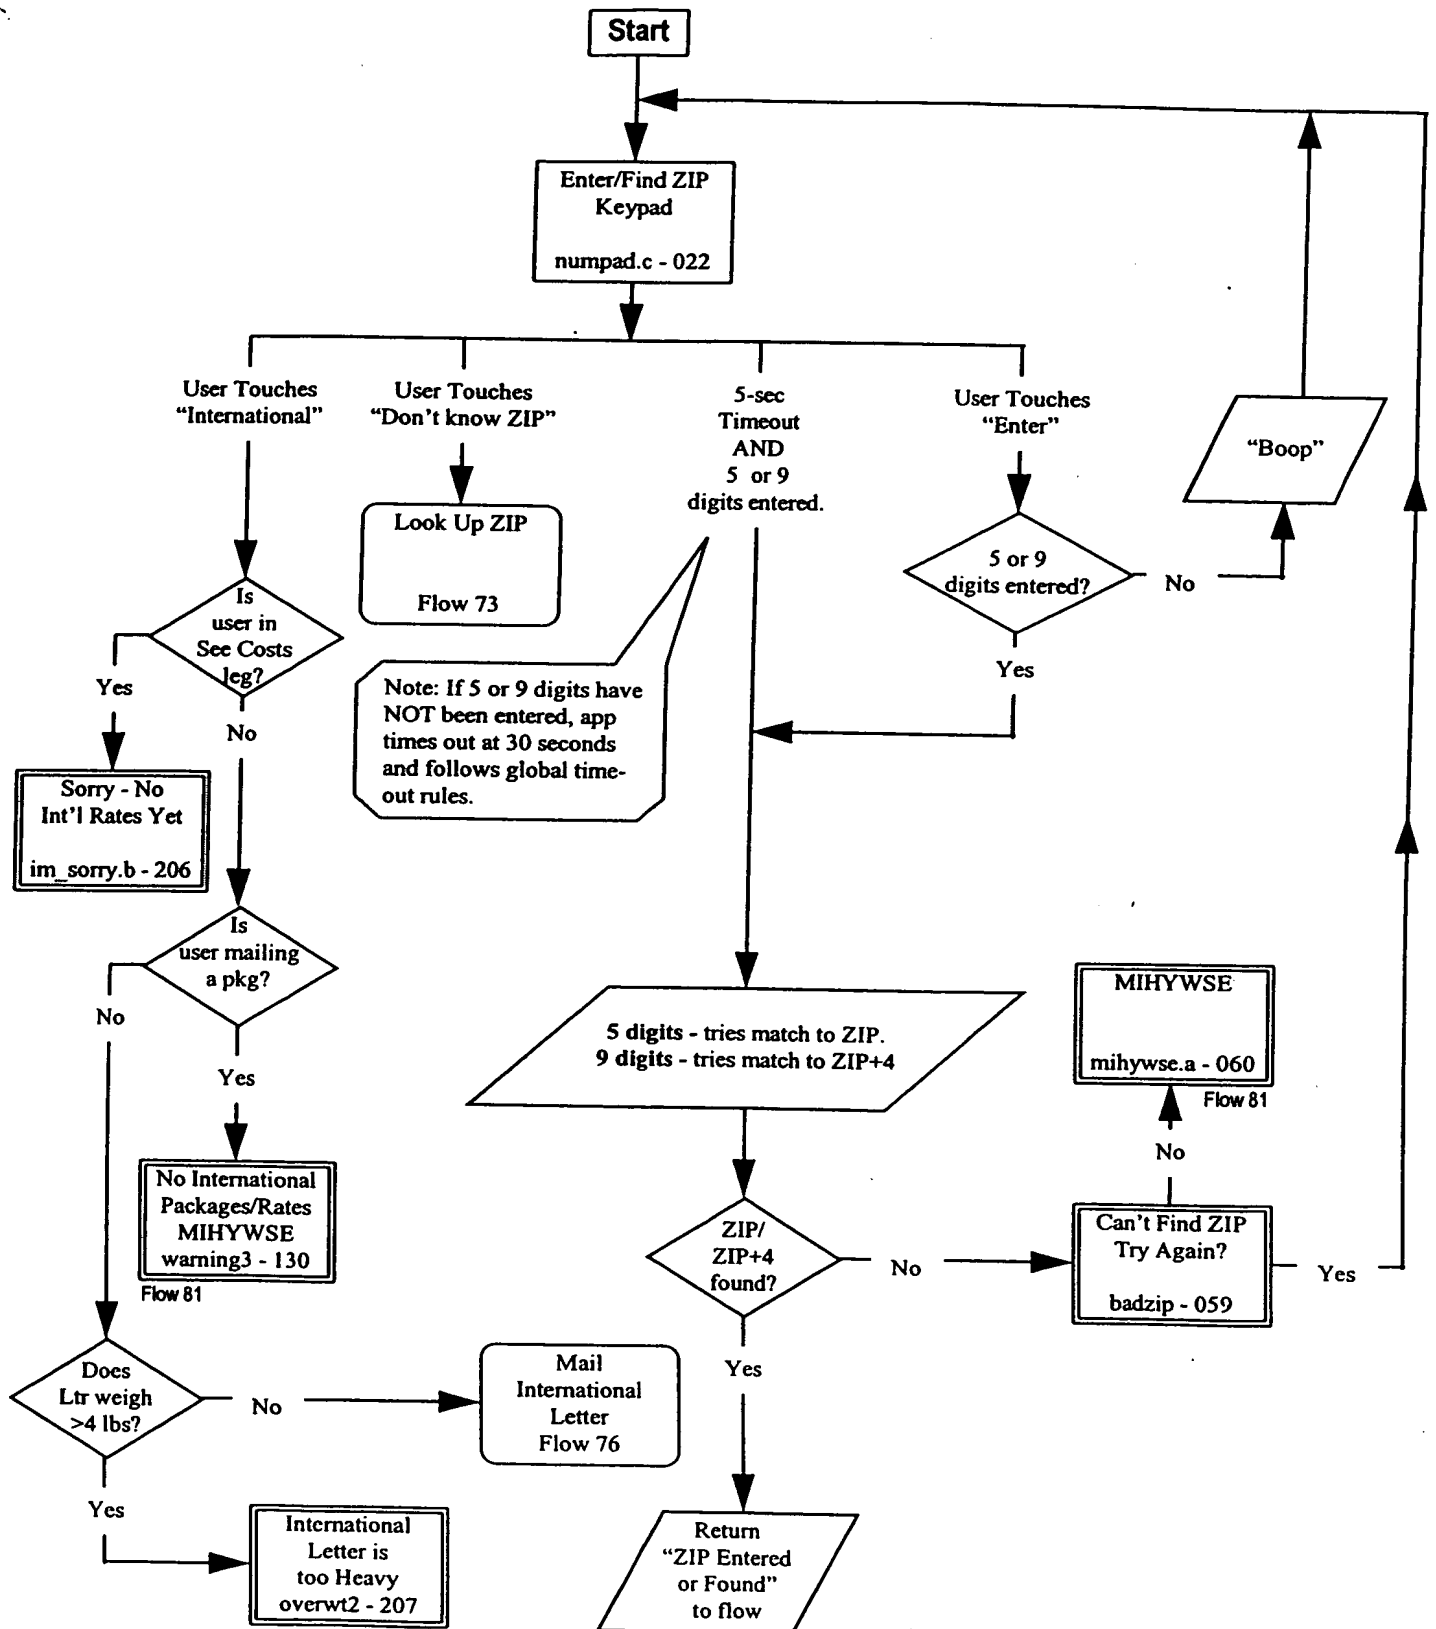 Start
Enter/Find ZIP
Keypad
numpad.c - 022
User Touches
“International”
User Touches
“Don’t know ZIP”
5-sec
Timeout
AND
5 or 9
digits entered.
User Touches
“Enter”
“Boop”
Look Up ZIP
Flow 73
5 or 9
digits entered?
No
Yes
Is
user in
See Costs
leg?
Yes
No
Note: If 5 or 9 digits have
NOT been entered, app
times out at 30 seconds
and follows global time-
out rules.
Sorry - No
Int’l Rates Yet
im_sorry.b - 206
Is
user mailing
a pkg?
No
Yes
5 digits - tries match to ZIP.
9 digits - tries match to ZIP+4
MIHYWSE
mihywse.a - 060
Flow 81
No
No International
Packages/Rates
MIHYWSE
warning3 - 130
Flow 81
ZIP/
ZIP+4
found?
No
Can’t Find ZIP
Try Again?
badzip - 059
Yes
Yes
Does
Ltr weigh
>4 lbs?
No
Mail
International
Letter
Flow 76
Yes
International
Letter is
too Heavy
overwt2 - 207
Return
“ZIP Entered
or Found”
to flow